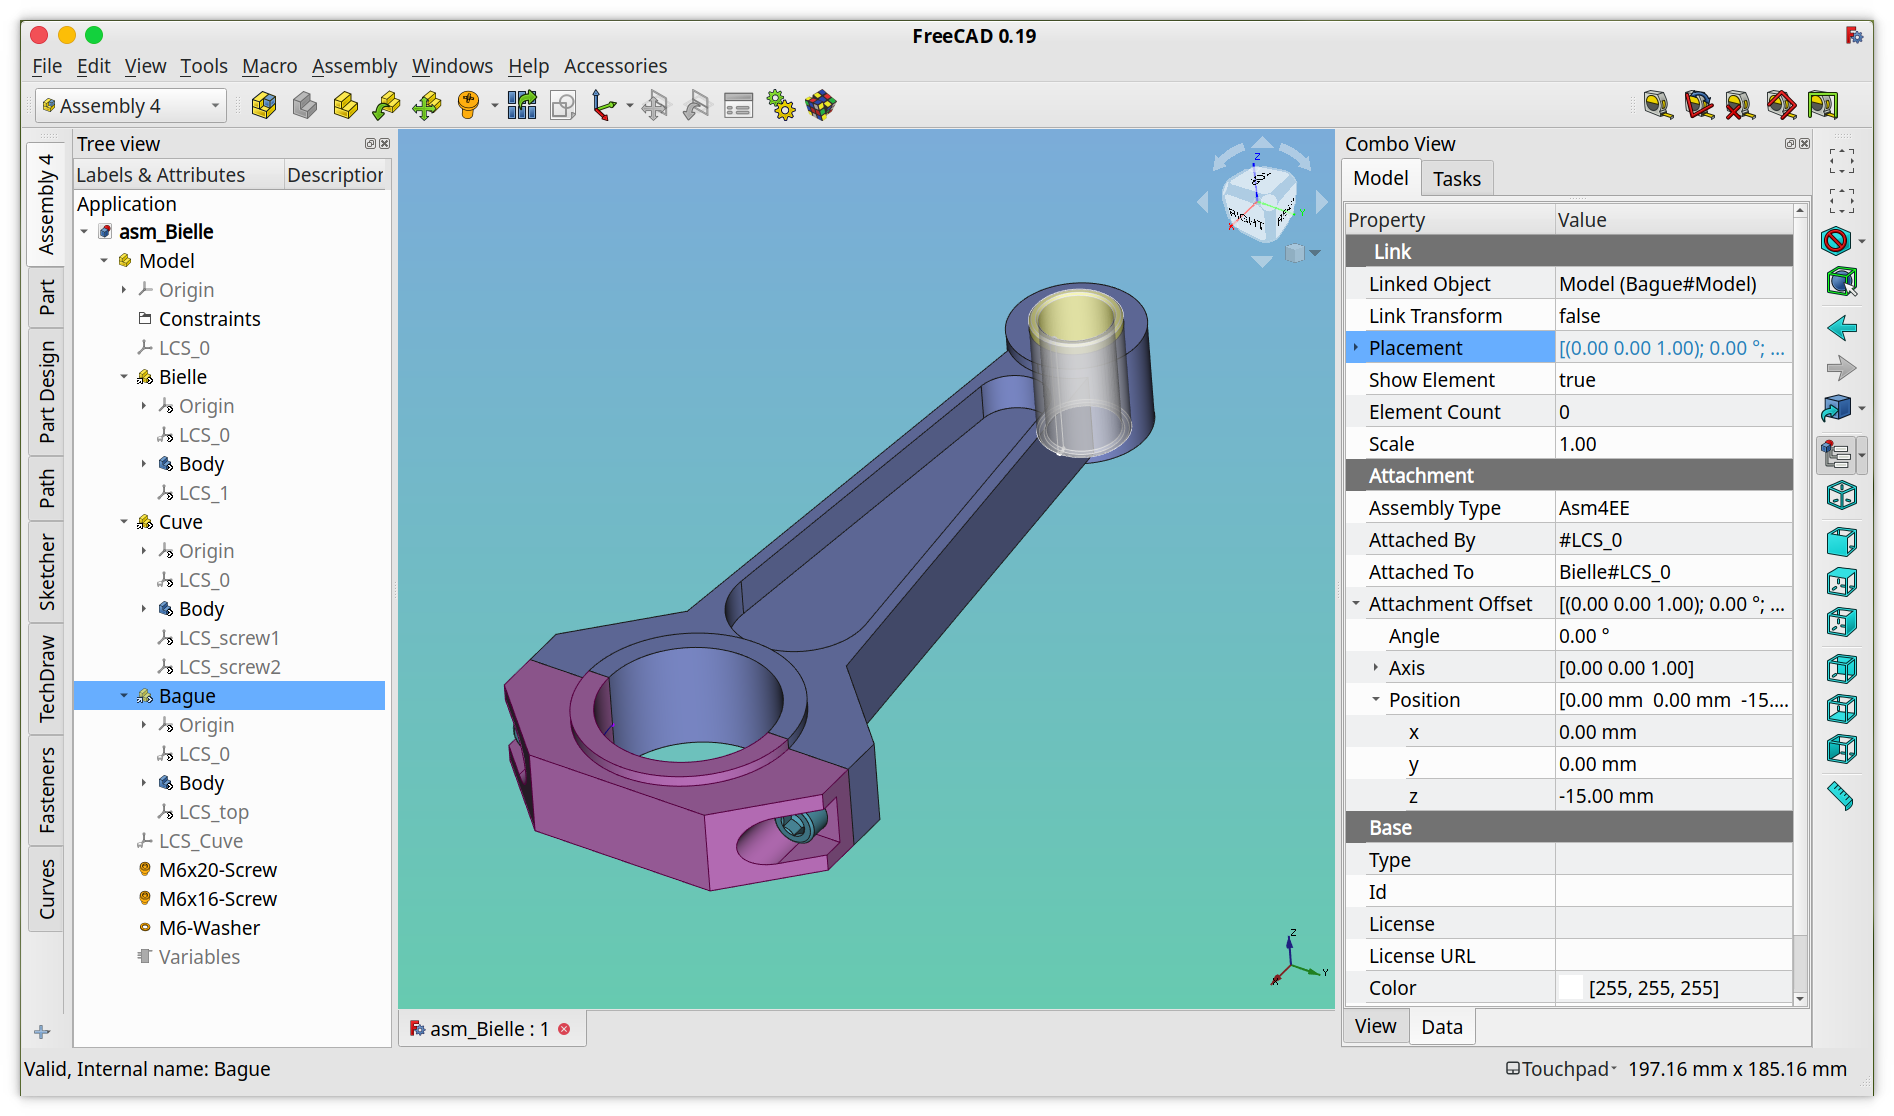 FreeCAD 0.19
File Edit View Tools Macro Assembly Windows Help Accessories
Assembly 4
Tree view
Labels & Attributes Description
Application
asm_Bielle
Model
Origin
Constraints
LCS_0
Bielle
Origin
LCS_0
Body
LCS_1
Cuve
Origin
LCS_0
Body
LCS_screw1
LCS_screw2
Bague
Origin
LCS_0
Body
LCS_top
LCS_Cuve
M6x20-Screw
M6x16-Screw
M6-Washer
Variables
Assembly 4
Part
Part Design
Path
Sketcher
TechDraw
Fasteners
Curves
Z
RIGHT
Y
X
Z
Y
X
asm_Bielle : 1
Combo View
Model Tasks
Property Value
Link
Linked Object Model (Bague#Model)
Link Transform false
Placement [(0.00 0.00 1.00); 0.00 °; ...
Show Element true
Element Count 0
Scale 1.00
Attachment
Assembly Type Asm4EE
Attached By #LCS_0
Attached To Bielle#LCS_0
Attachment Offset [(0.00 0.00 1.00); 0.00 °; ...
Angle 0.00 °
Axis [0.00 0.00 1.00]
Position [0.00 mm 0.00 mm -15....
x 0.00 mm
y 0.00 mm
z -15.00 mm
Base
Type
Id
License
License URL
Color [255, 255, 255]
View Data
Valid, Internal name: Bague
Touchpad 197.16 mm x 185.16 mm